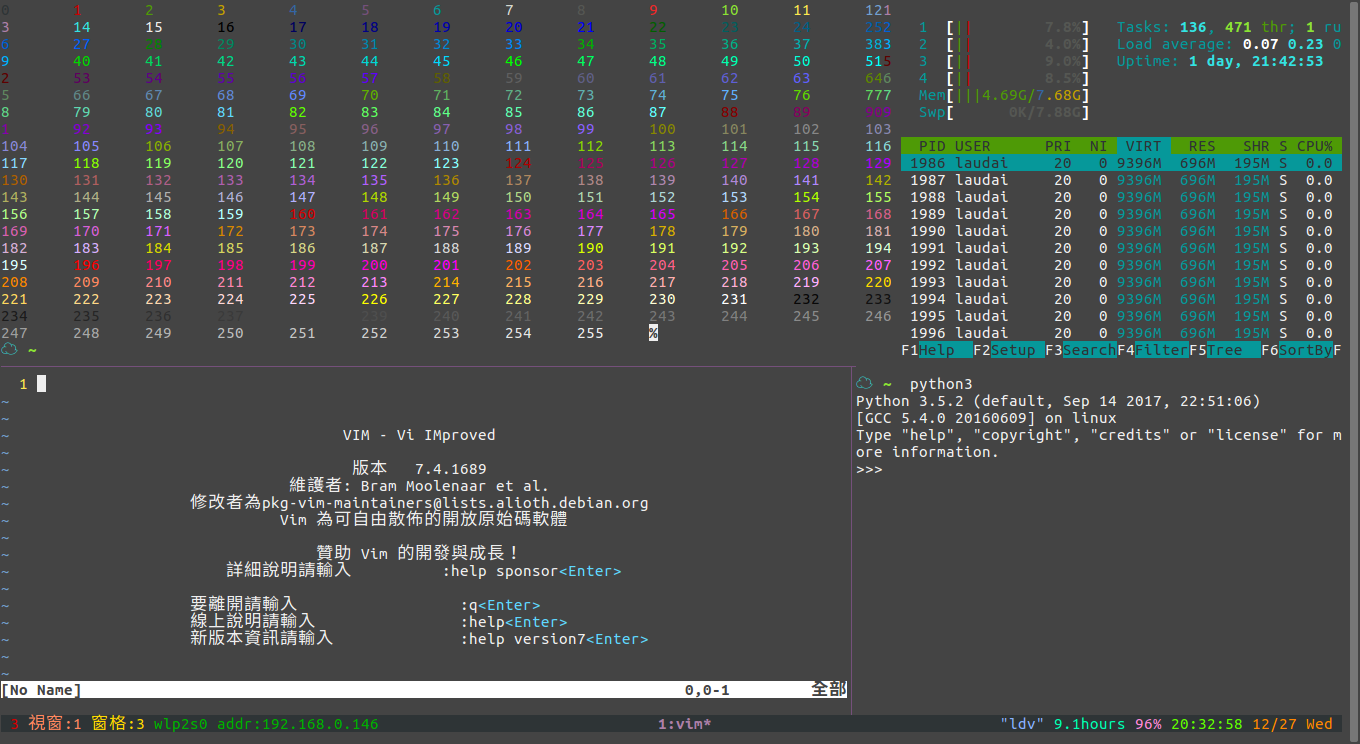 0 1 2 3 4 5 6 7 8 9 10 11 121
3 14 15 16 17 18 19 20 21 22 23 24 252
6 27 28 29 30 31 32 33 34 35 36 37 383
9 40 41 42 43 44 45 46 47 48 49 50 515
2 53 54 55 56 57 58 59 60 61 62 63 646
5 66 67 68 69 70 71 72 73 74 75 76 777
8 79 80 81 82 83 84 85 86 87 88 89 909
1 92 93 94 95 96 97 98 99 100 101 102 103
104 105 106 107 108 109 110 111 112 113 114 115 116
117 118 119 120 121 122 123 124 125 126 127 128 129
130 131 132 133 134 135 136 137 138 139 140 141 142
143 144 145 146 147 148 149 150 151 152 153 154 155
156 157 158 159 160 161 162 163 164 165 166 167 168
169 170 171 172 173 174 175 176 177 178 179 180 181
182 183 184 185 186 187 188 189 190 191 192 193 194
195 196 197 198 199 200 201 202 203 204 205 206 207
208 209 210 211 212 213 214 215 216 217 218 219 220
221 222 223 224 225 226 227 228 229 230 231 232 233
234 235 236 237 239 240 241 242 243 244 245 246
247 248 249 250 251 252 253 254 255 %
~
1 [|| 7.8%] Tasks: 136, 471 thr; 1 ru
2 [|| 4.0%] Load average: 0.07 0.23 0
3 [|| 9.0%] Uptime: 1 day, 21:42:53
4 [|| 8.5%]
Mem[|||4.69G/7.68G]
Swp[ 0K/7.88G]
PID USER PRI NI VIRT RES SHR S CPU%
1986 laudai 20 0 9396M 696M 195M S 0.0
1987 laudai 20 0 9396M 696M 195M S 0.0
1988 laudai 20 0 9396M 696M 195M S 0.0
1989 laudai 20 0 9396M 696M 195M S 0.0
1990 laudai 20 0 9396M 696M 195M S 0.0
1991 laudai 20 0 9396M 696M 195M S 0.0
1992 laudai 20 0 9396M 696M 195M S 0.0
1993 laudai 20 0 9396M 696M 195M S 0.0
1994 laudai 20 0 9396M 696M 195M S 0.0
1995 laudai 20 0 9396M 696M 195M S 0.0
1996 laudai 20 0 9396M 696M 195M S 0.0
F1Help F2Setup F3SearchF4FilterF5Tree F6SortByF
1
~
~
~
VIM - Vi IMproved
~
~
版本 7.4.1689
~
維護者: Bram Moolenaar et al.
~
修改者為pkg-vim-maintainers@lists.alioth.debian.org
~
Vim 為可自由散佈的開放原始碼軟體
~
~
贊助 Vim 的開發與成長!
~
詳細說明請輸入 :help sponsor<Enter>
~
~
要離開請輸入 :q<Enter>
~
線上說明請輸入 :help<Enter>
~
新版本資訊請輸入 :help version7<Enter>
~
~
[No Name] 0,0-1 全部
~ python3
Python 3.5.2 (default, Sep 14 2017, 22:51:06)
[GCC 5.4.0 20160609] on linux
Type "help", "copyright", "credits" or "license" for m
ore information.
>>>
3 視窗:1 窗格:3 wlp2s0 addr:192.168.0.146 1:vim* "ldv" 9.1hours 96% 20:32:58 12/27 Wed